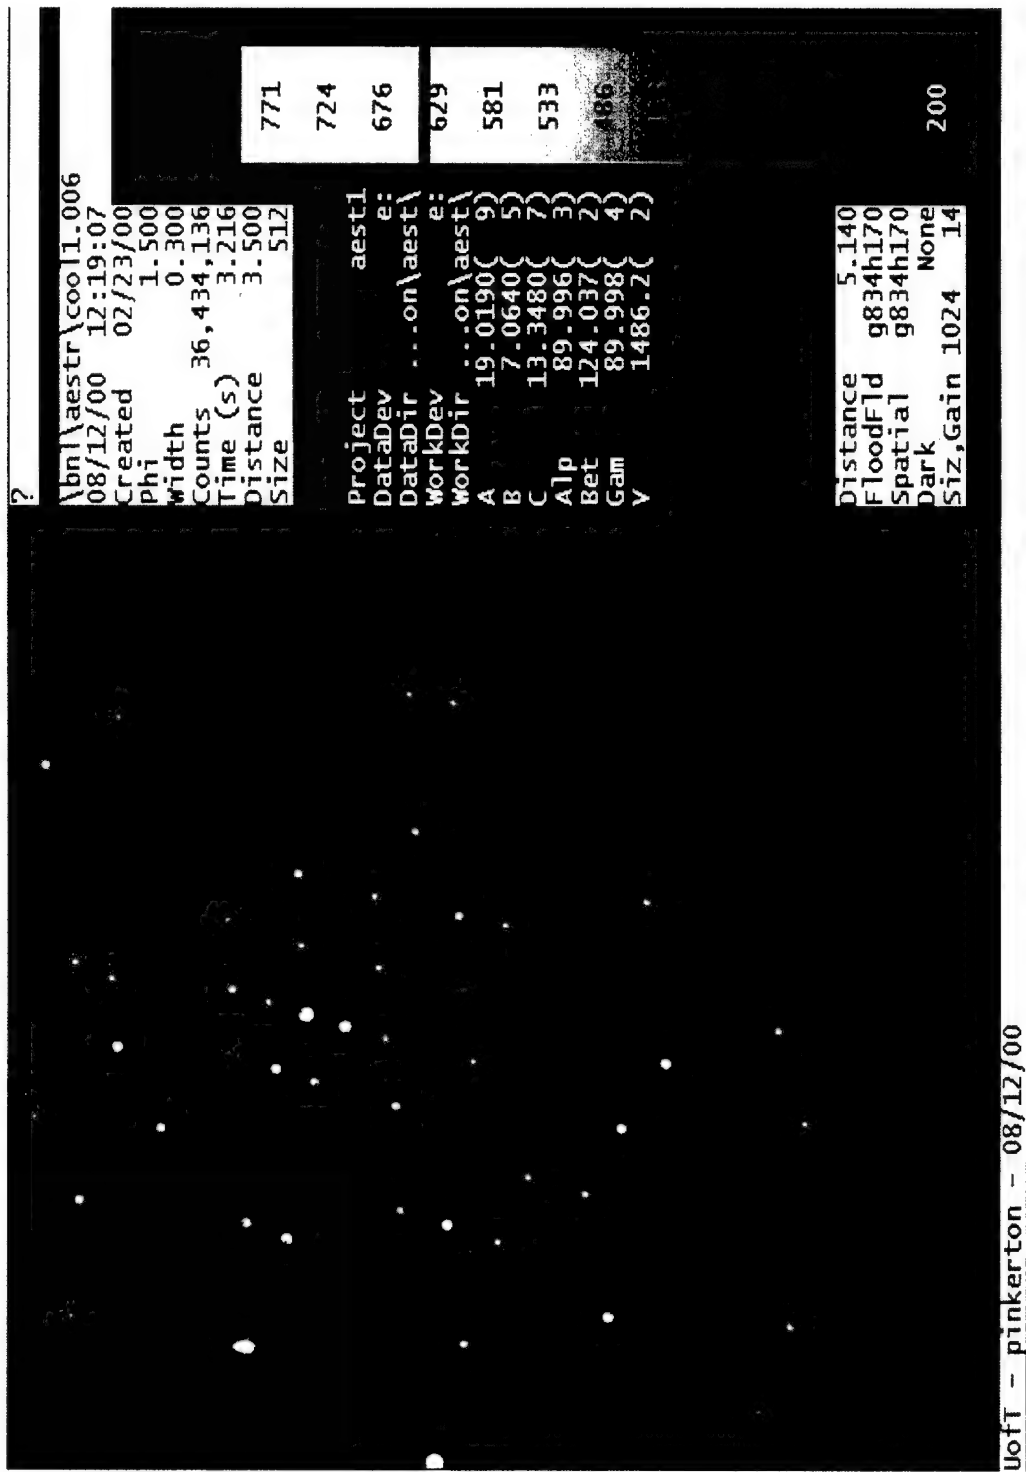 ?
\bnl\aestr\cool1.006
08/12/00 12:19:07
Created 02/23/00
Phi 1.500
Width 0.300
Counts 36,434,136
Time (s) 3.216
Distance 3.500
Size 512
771
724
676
629
581
533
486
200
Project aest1
DataDev e:
DataDir ...on\aest\
WorkDev e:
WorkDir ...on\aest\
A 19.0190( 9)
B 7.0640( 5)
C 13.3480( 7)
Alp 89.996( 3)
Bet 124.037( 2)
Gam 89.998( 4)
V 1486.2( 2)
Distance 5.140
FloodFld g834h170
Spatial g834h170
Dark None
Siz,Gain 1024 14
UofT - pinkerton - 08/12/00